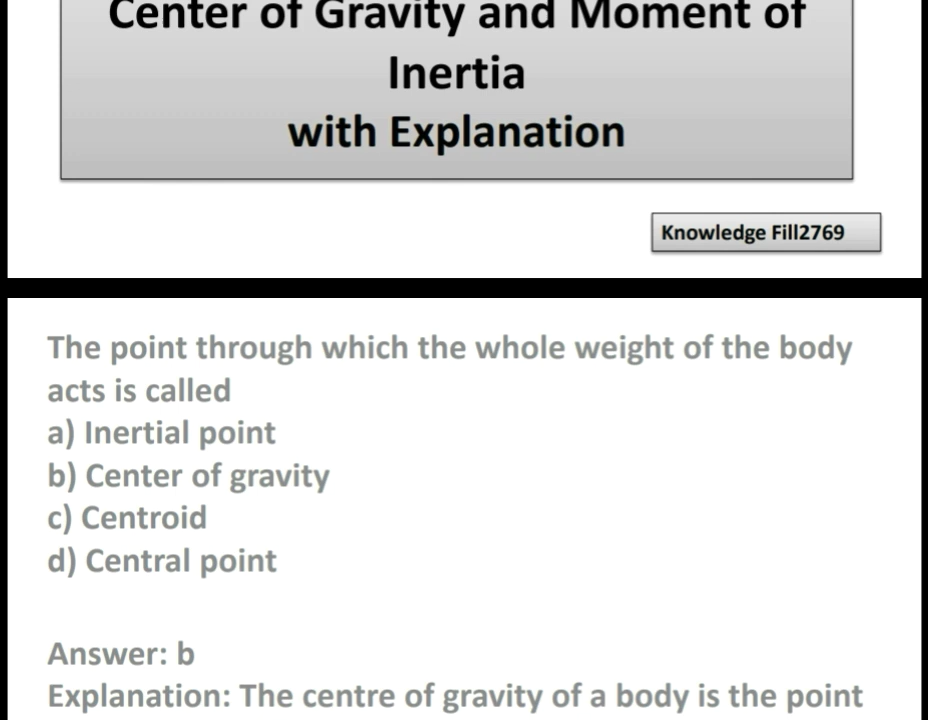 Center of Gravity and Moment of
Inertia
with Explanation
Knowledge Fill2769
The point through which the whole weight of the body
acts is called
a) Inertial point
b) Center of gravity
c) Centroid
d) Central point
Answer: b
Explanation: The centre of gravity of a body is the point